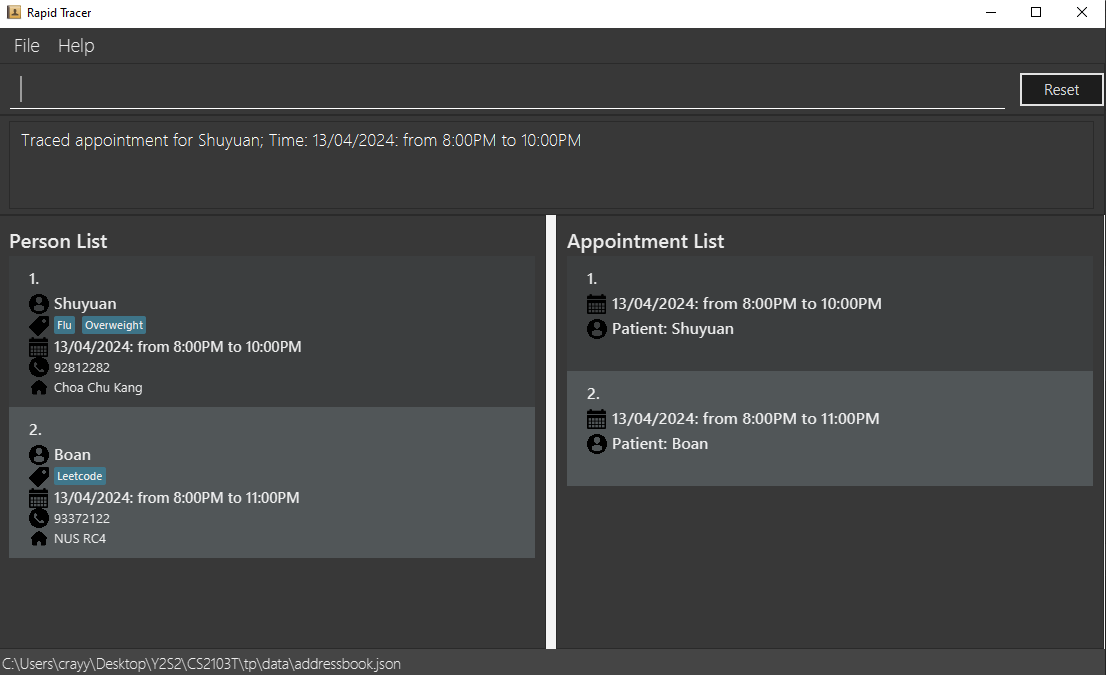 Rapid Tracer
File Help
Reset
Traced appointment for Shuyuan; Time: 13/04/2024: from 8:00PM to 10:00PM
Person List
1.
Shuyuan
Flu Overweight
13/04/2024: from 8:00PM to 10:00PM
92812282
Choa Chu Kang
2.
Boan
Leetcode
13/04/2024: from 8:00PM to 11:00PM
93372122
NUS RC4
Appointment List
1.
13/04/2024: from 8:00PM to 10:00PM
Patient: Shuyuan
2.
13/04/2024: from 8:00PM to 11:00PM
Patient: Boan
C:\Users\crayy\Desktop\Y2S2\CS2103T\tp\data\addressbook.json